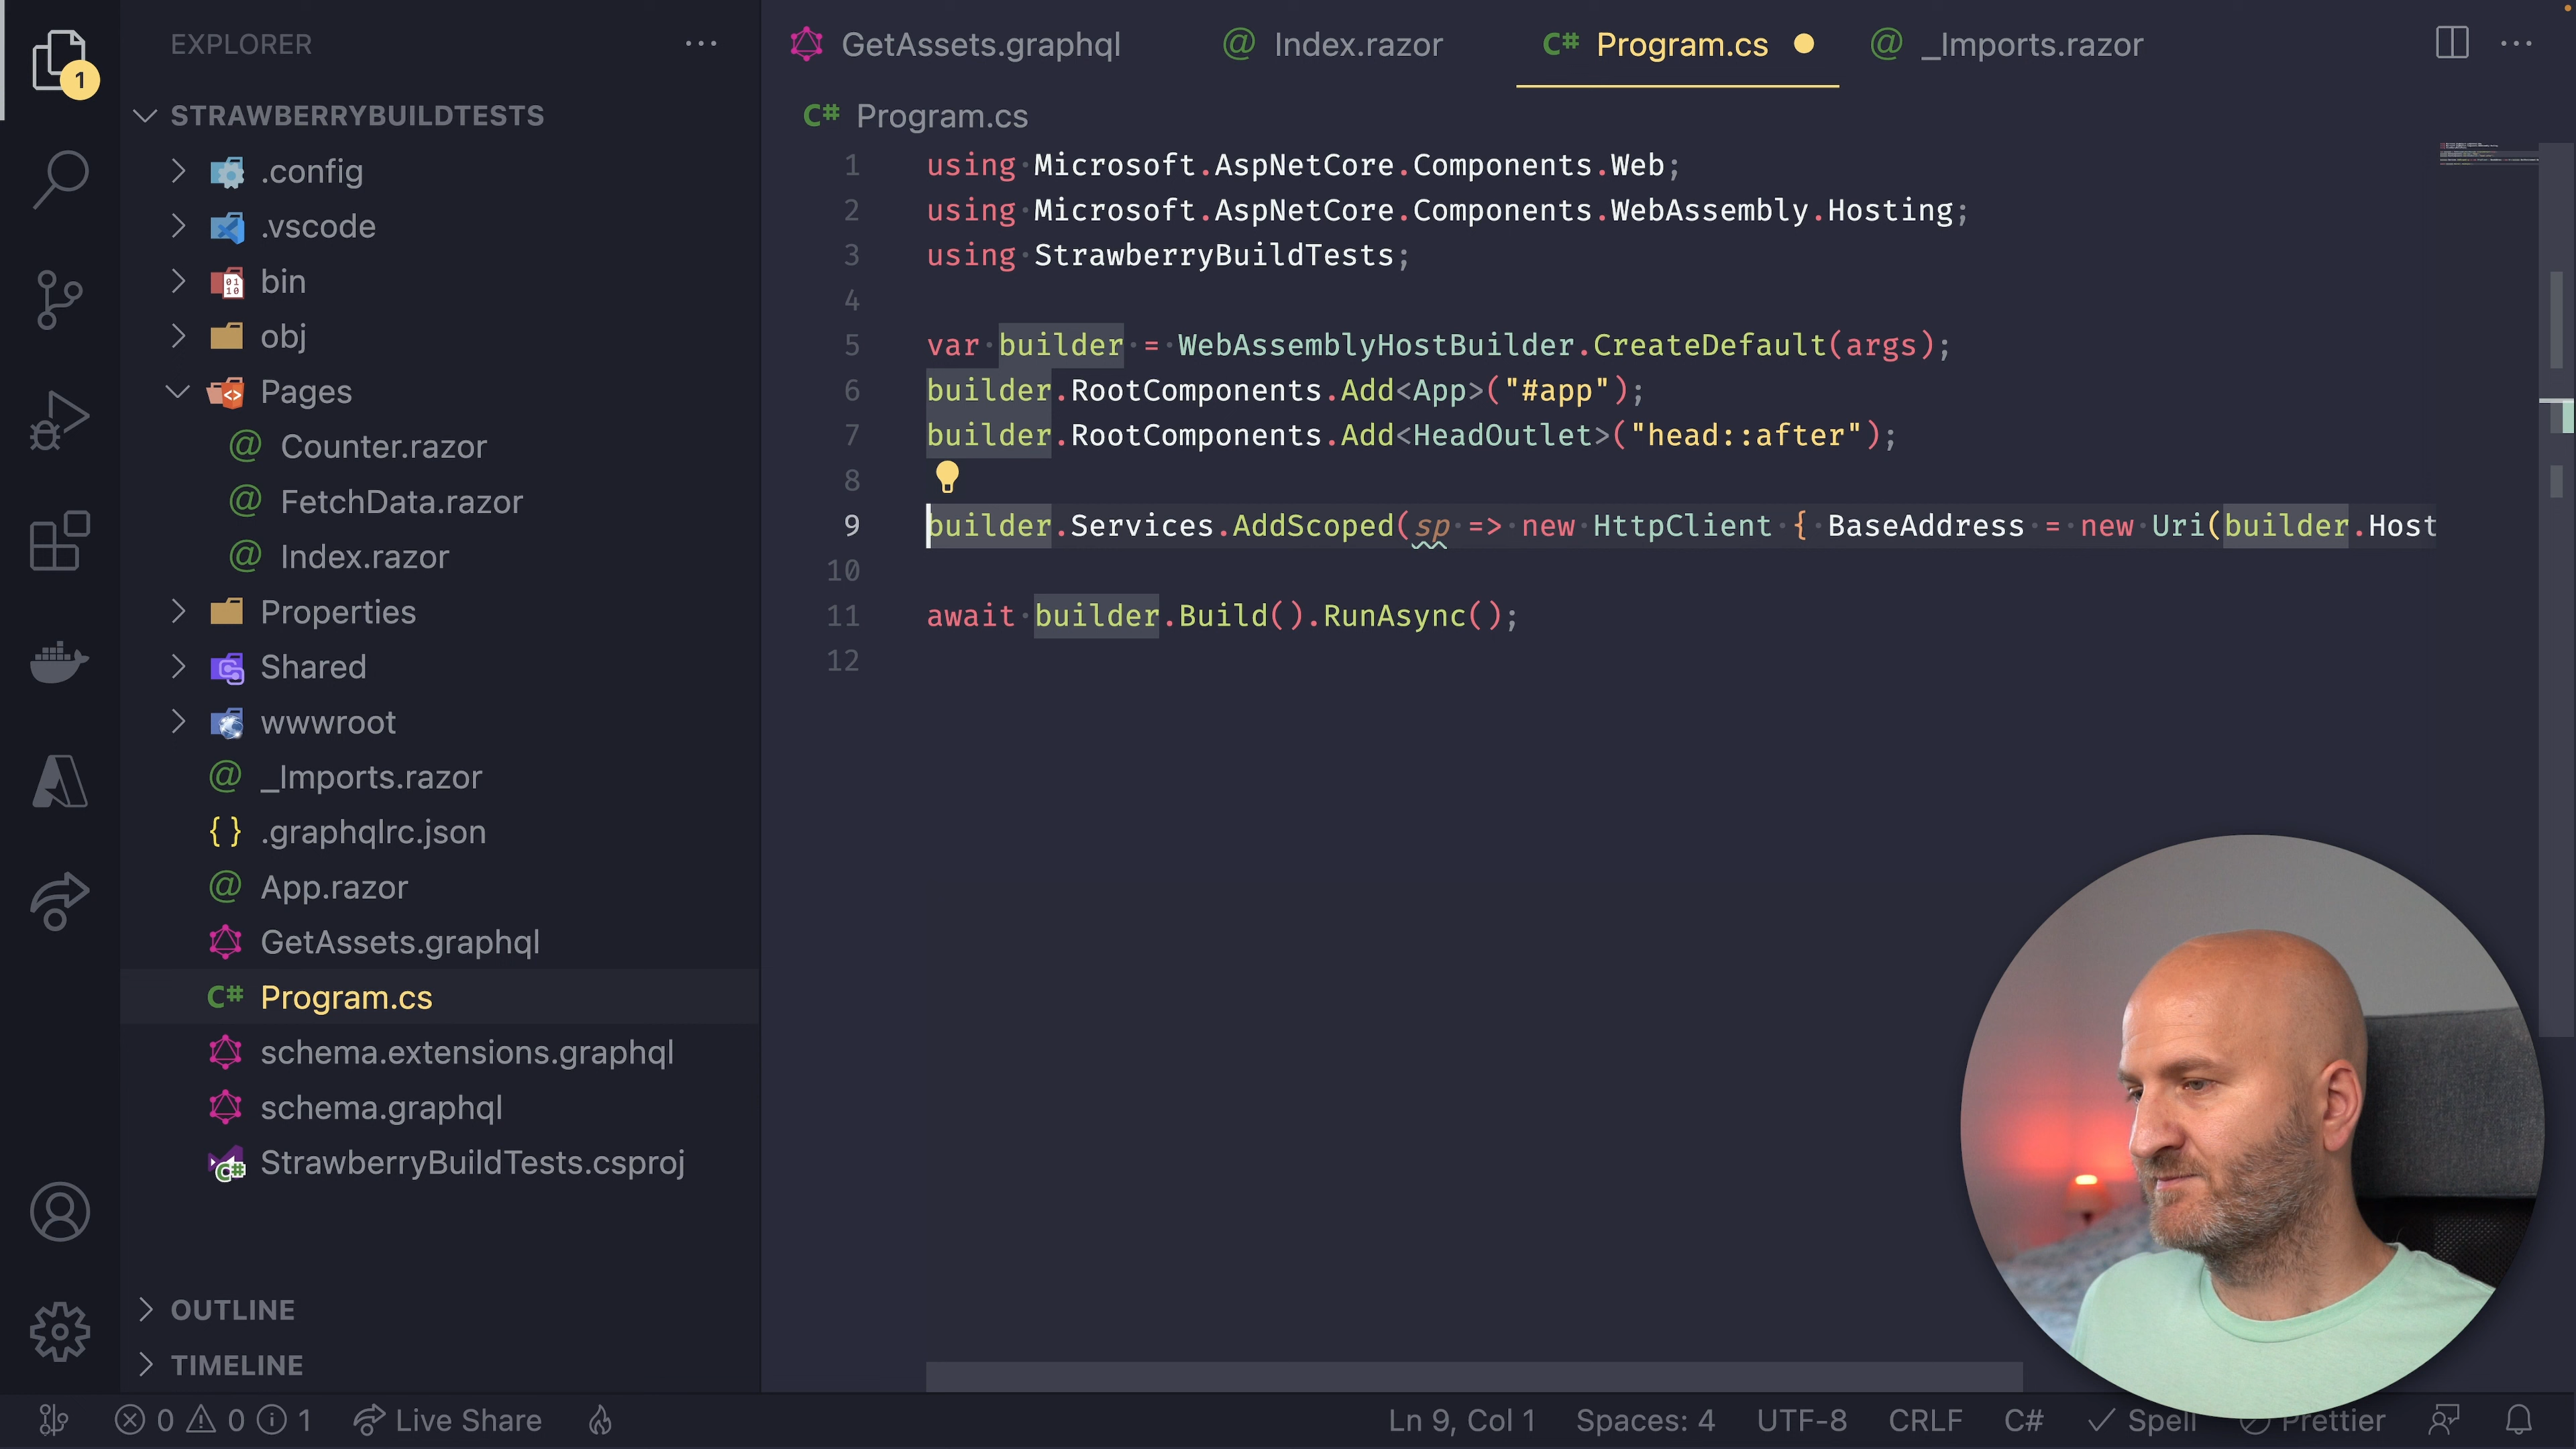 EXPLORER
1
STRAWBERRYBUILDTESTS
.config
.vscode
bin
obj
Pages
@ Counter.razor
@ FetchData.razor
@ Index.razor
Properties
Shared
wwwroot
@ _Imports.razor
{ } .graphqlrc.json
@ App.razor
GetAssets.graphql
C# Program.cs
schema.extensions.graphql
schema.graphql
StrawberryBuildTests.csproj
OUTLINE
TIMELINE
GetAssets.graphql @ Index.razor C# Program.cs @ _Imports.razor
C# Program.cs
1 using Microsoft.AspNetCore.Components.Web;
2 using Microsoft.AspNetCore.Components.WebAssembly.Hosting;
3 using StrawberryBuildTests;
4
5 var builder = WebAssemblyHostBuilder.CreateDefault(args);
6 builder.RootComponents.Add<App>("#app");
7 builder.RootComponents.Add<HeadOutlet>("head::after");
8
9 builder.Services.AddScoped(sp => new HttpClient { BaseAddress = new Uri(builder.Host
10
11 await builder.Build().RunAsync();
12
0 0 1 Live Share Ln 9, Col 1 Spaces: 4 UTF-8 CRLF C# Spell Prettier